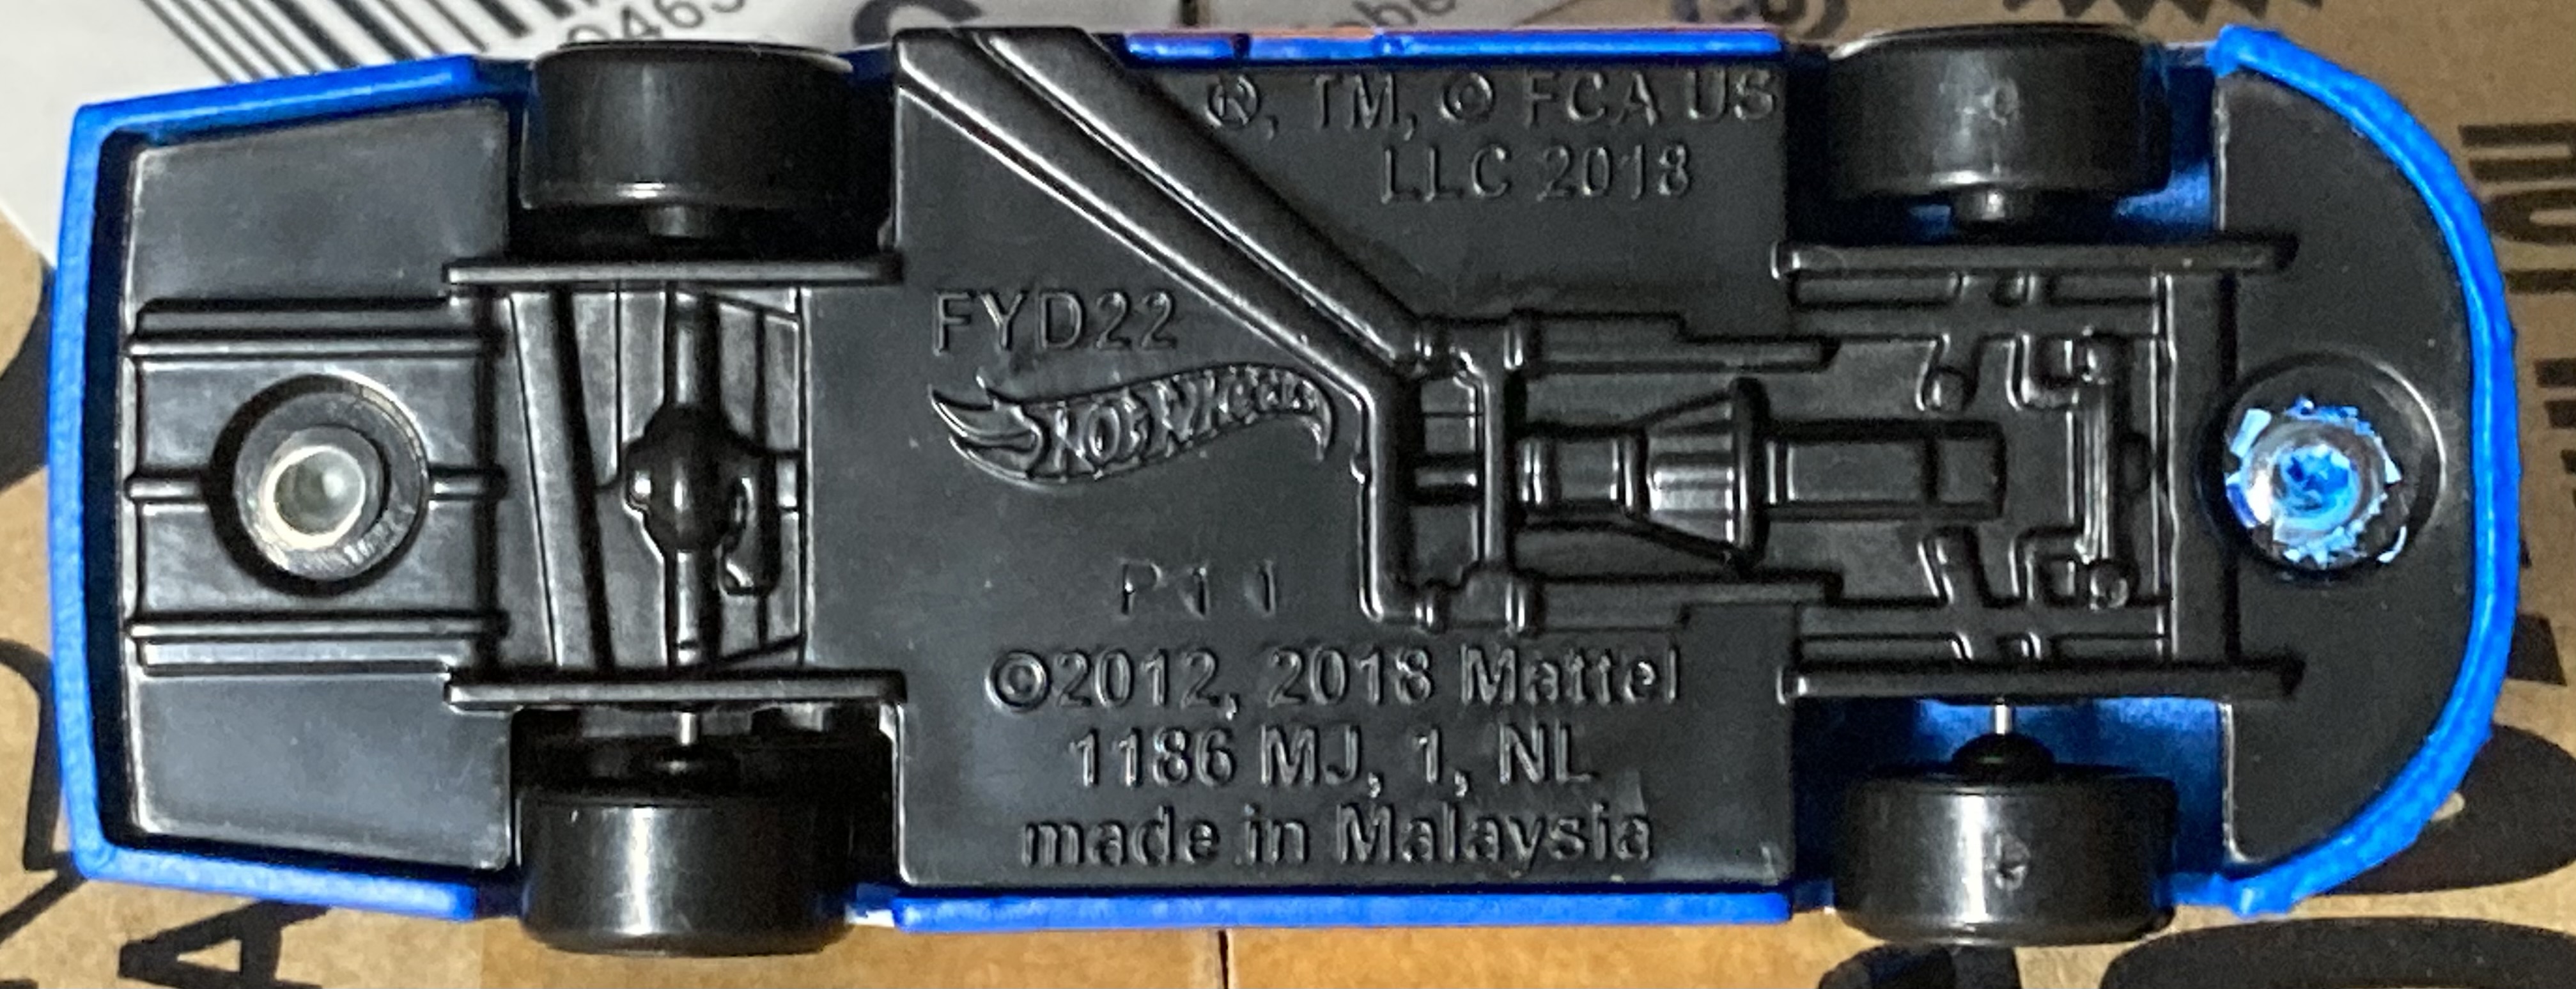 ®, TM, © FCA US
LLC 2018
FYD22
Hot Wheels
P11
©2012, 2018 Mattel
1186 MJ, 1, NL
made in Malaysia
A